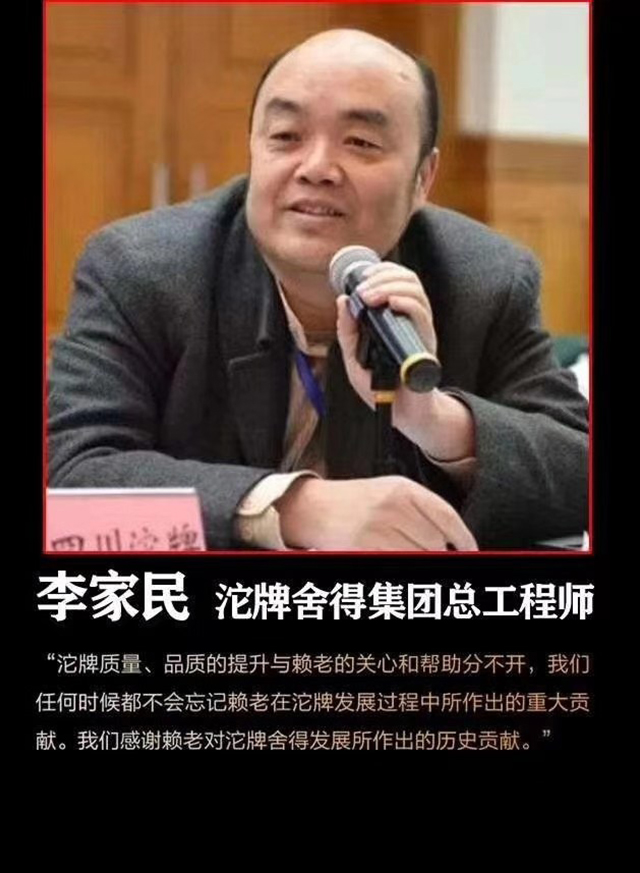 四川沱牌
李家民 沱牌舍得集团总工程师
“沱牌质量、品质的提升与赖老的关心和帮助分不开，我们
任何时候都不会忘记赖老在沱牌发展过程中所作出的重大贡
献。我们感谢赖老对沱牌舍得发展所作出的历史贡献。”